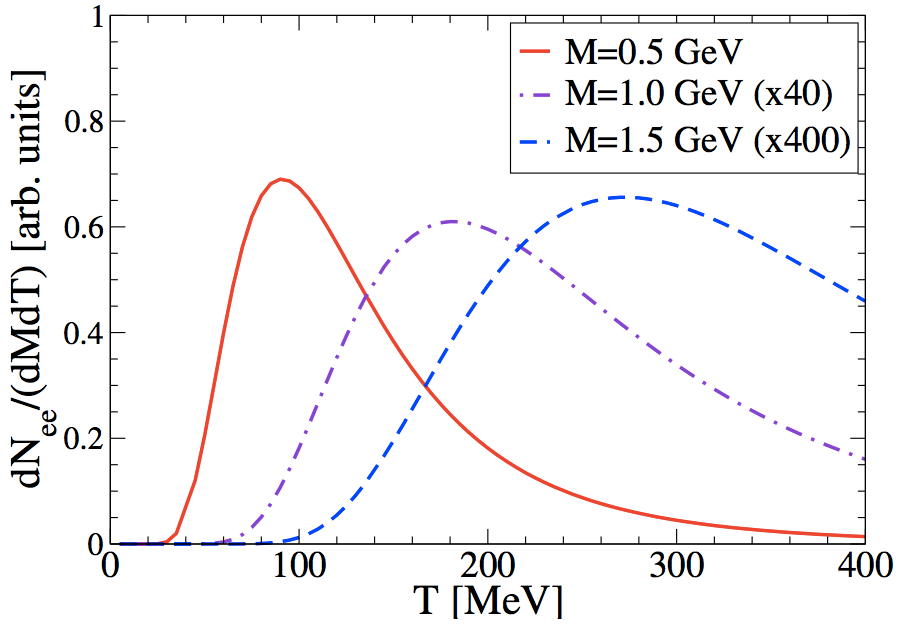 1
0.8
0.6
0.4
0.2
0
0
100
200
300
400
dN_ee/(dMdT) [arb. units]
T [MeV]
M=0.5 GeV
M=1.0 GeV (x40)
M=1.5 GeV (x400)